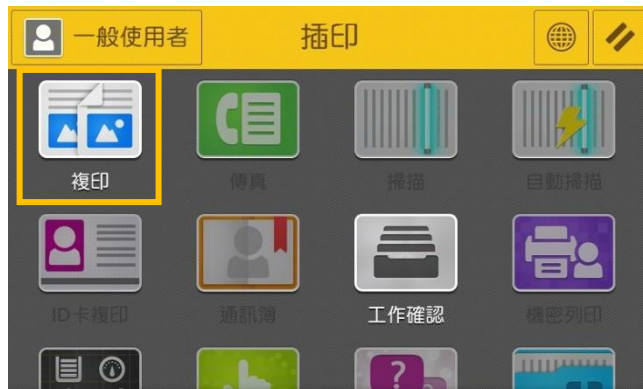 一般使用者
插印
複印
傳真
掃描
自動掃描
ID卡複印
通訊簿
工作確認
機密列印
?